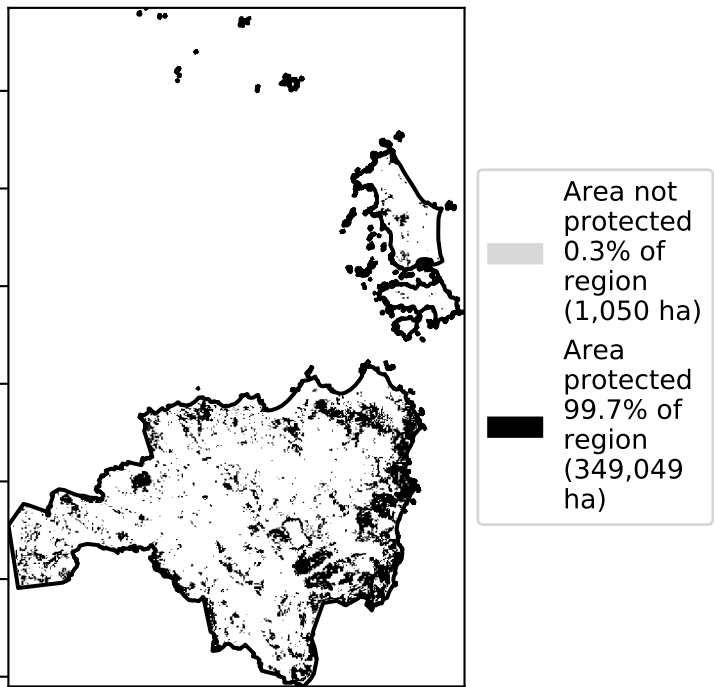 Area not
protected
0.3% of
region
(1,050 ha)
Area
protected
99.7% of
region
(349,049
ha)